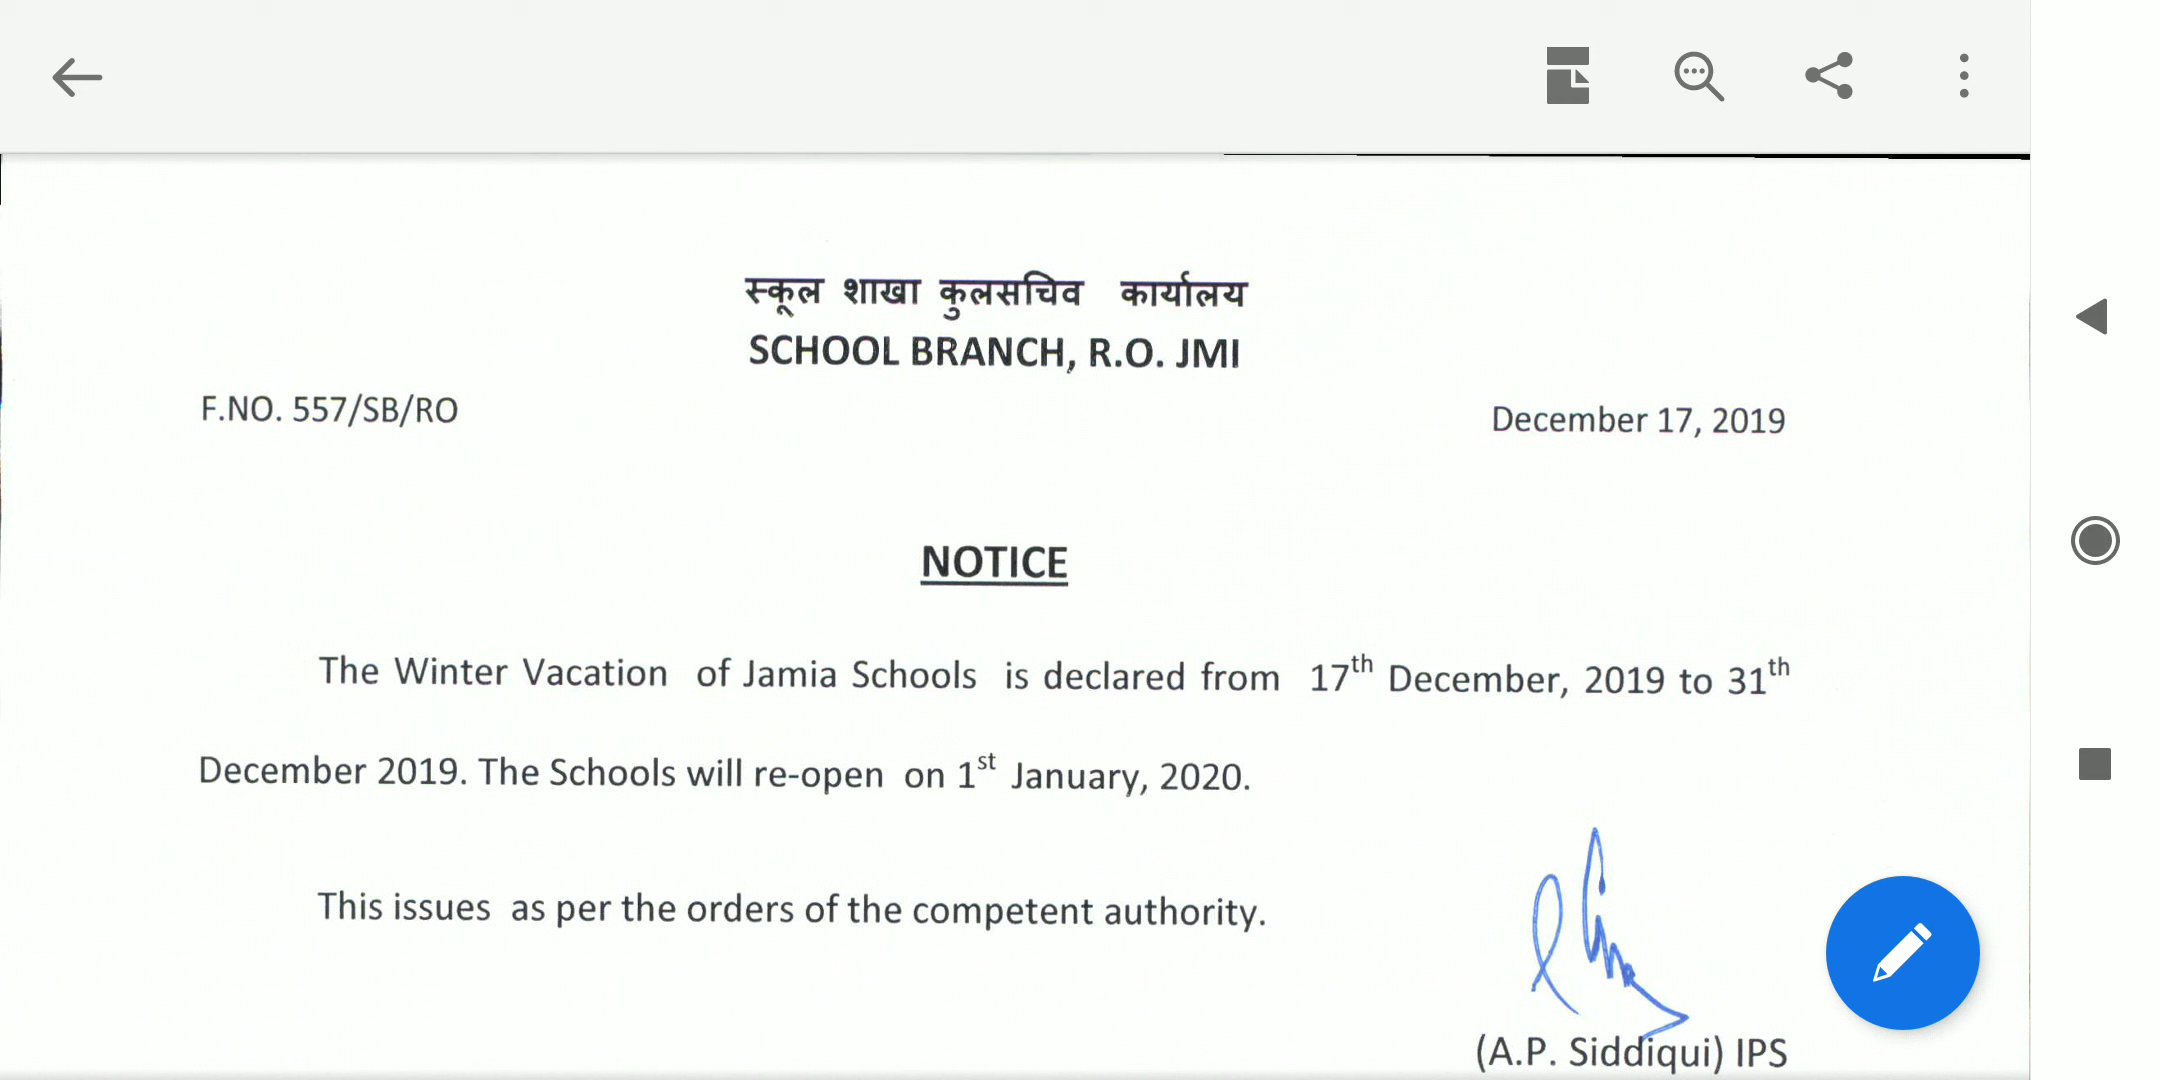 स्कूल शाखा कुलसचिव कार्यालय
SCHOOL BRANCH, R.O. JMI
F.NO. 557/SB/RO
December 17, 2019
NOTICE
The Winter Vacation of Jamia Schools is declared from 17th December, 2019 to 31th
December 2019. The Schools will re-open on 1st January, 2020.
This issues as per the orders of the competent authority.
(A.P. Siddiqui) IPS